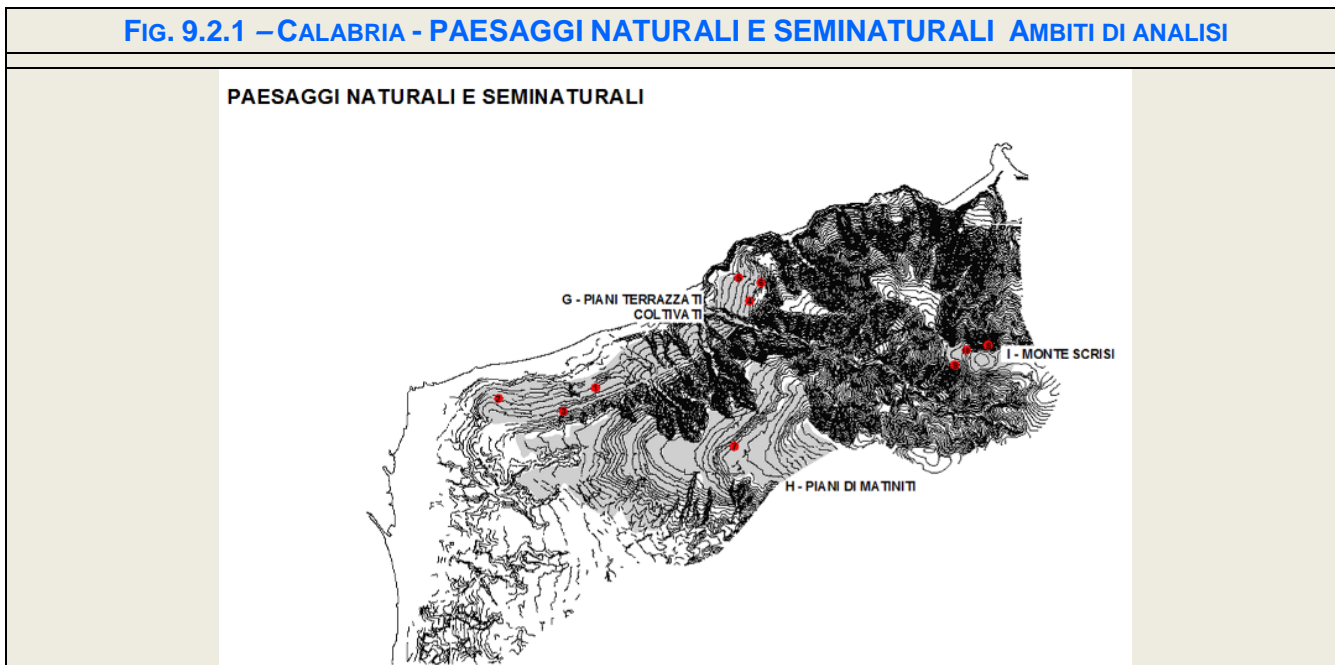 FIG. 9.2.1 – CALABRIA - PAESAGGI NATURALI E SEMINATURALI AMBITI DI ANALISI
PAESAGGI NATURALI E SEMINATURALI
G - PIANI TERRAZZATI
COLTIVATI
I - MONTE SCRISI
H - PIANI DI MATINITI